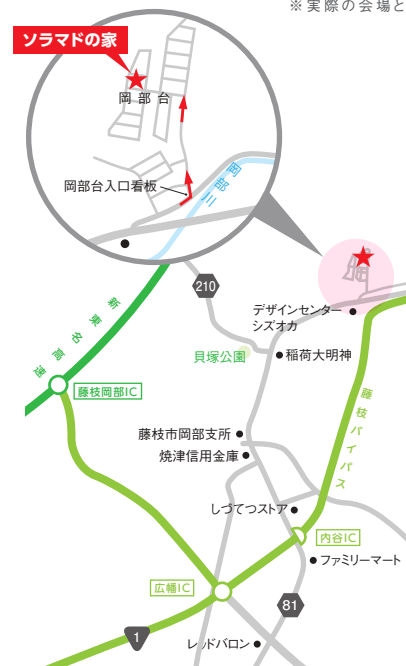 ※実際の会場と
ソラマドの家
岡部台
岡部台入口看板
岡部川
210
新東名高速
デザインセンター
シズオカ
貝塚公園
稲荷大明神
藤枝岡部IC
藤枝バイパス
藤枝市岡部支所
焼津信用金庫
しづてつストア
内谷IC
ファミリーマート
広幡IC
81
1
レッドバロン